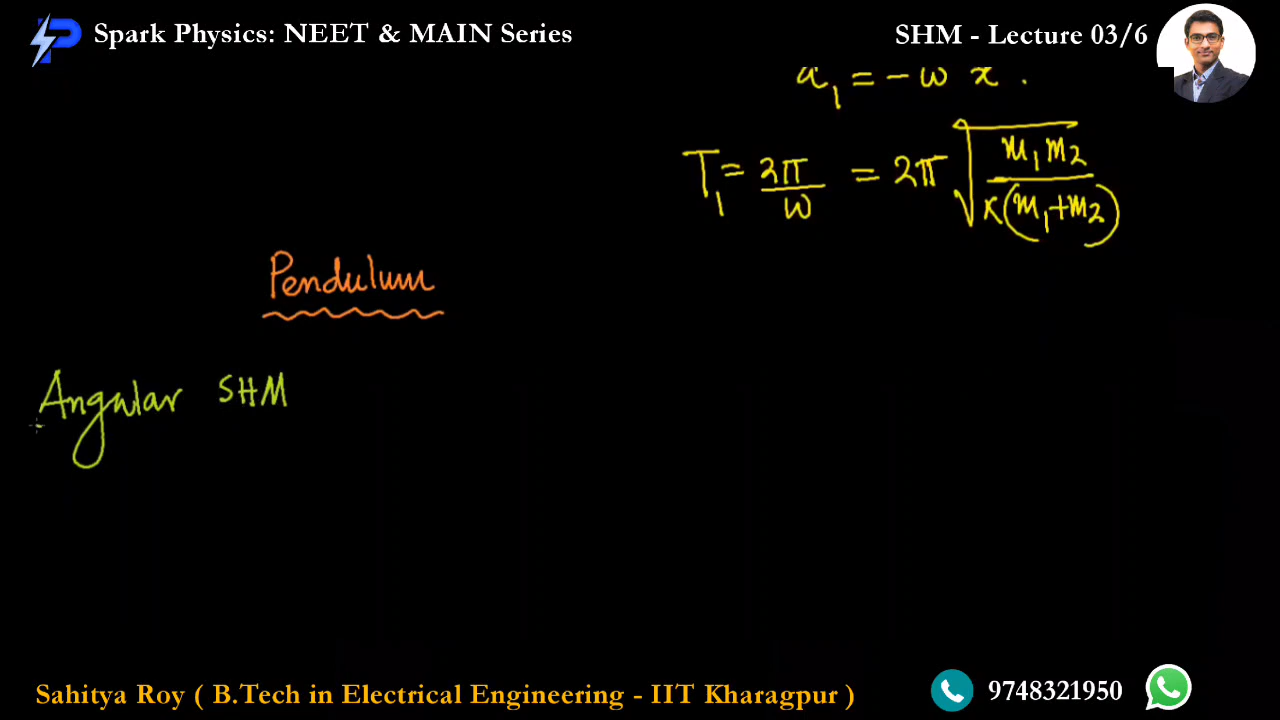 Spark Physics: NEET & MAIN Series
SHM - Lecture 03/6
a₁ = -ω x .
T₁ = 2π/ω = 2π √(m₁m₂/K(m₁+m₂))
Pendulum
Angular SHM
Sahitya Roy ( B.Tech in Electrical Engineering - IIT Kharagpur )
9748321950